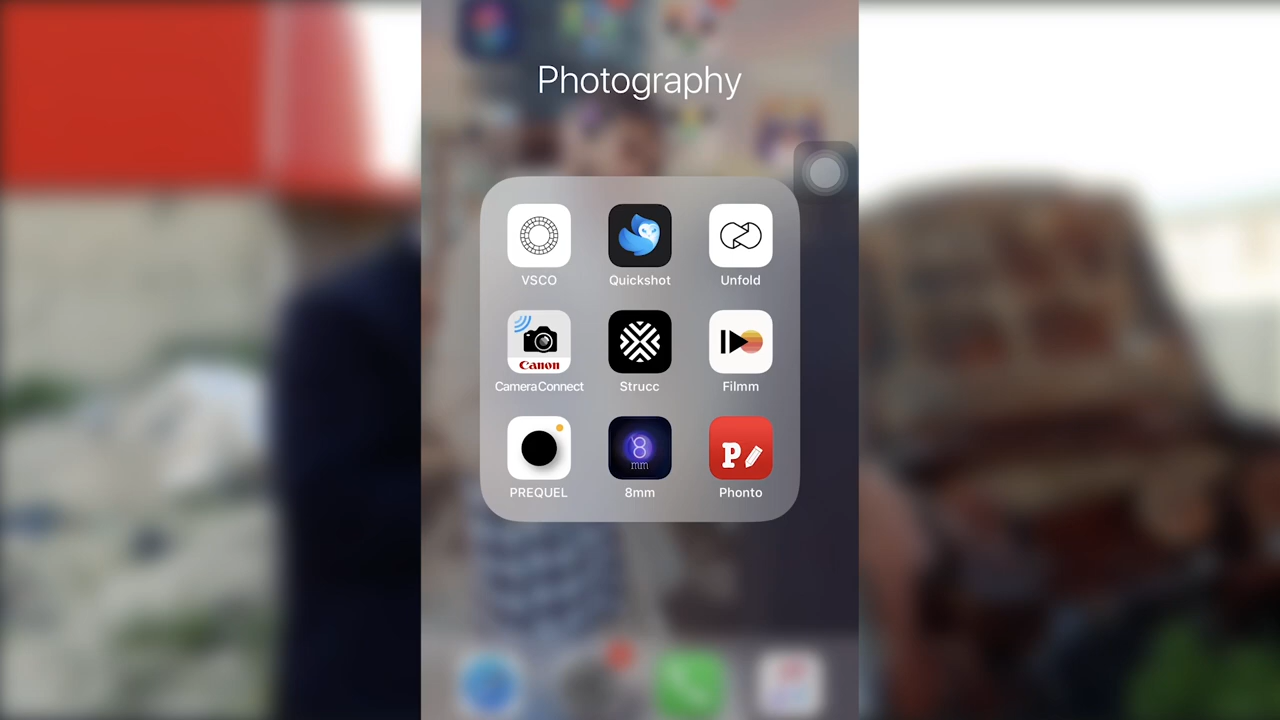 Photography
VSCO Quickshot Unfold
Canon
CameraConnect Strucc Filmm
P
8
mm
PREQUEL 8mm Phonto